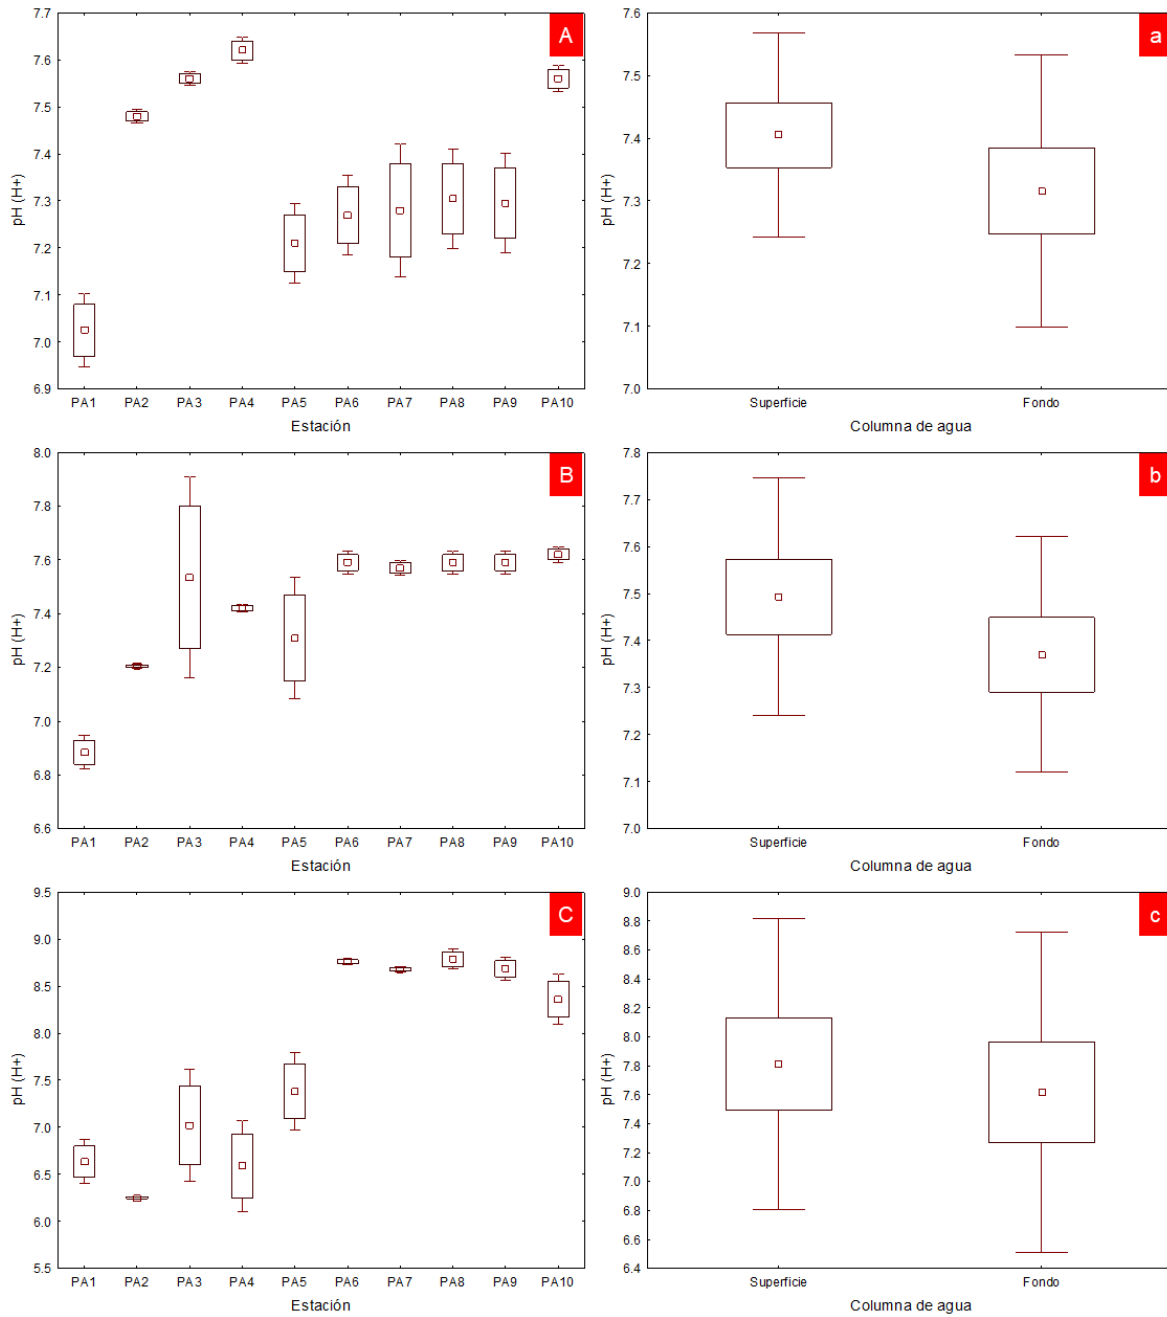 7.7
7.6
7.5
7.4
7.3
7.2
7.1
7.0
6.9
pH (H+)
A
PA1 PA2 PA3 PA4 PA5 PA6 PA7 PA8 PA9 PA10
Estación
7.6
7.5
7.4
7.3
7.2
7.1
7.0
pH (H+)
a
Superficie Fondo
Columna de agua
8.0
7.8
7.6
7.4
7.2
7.0
6.8
6.6
pH (H+)
B
PA1 PA2 PA3 PA4 PA5 PA6 PA7 PA8 PA9 PA10
Estación
7.8
7.7
7.6
7.5
7.4
7.3
7.2
7.1
7.0
pH (H+)
b
Superficie Fondo
Columna de agua
9.5
9.0
8.5
8.0
7.5
7.0
6.5
6.0
5.5
pH (H+)
C
PA1 PA2 PA3 PA4 PA5 PA6 PA7 PA8 PA9 PA10
Estación
9.0
8.8
8.6
8.4
8.2
8.0
7.8
7.6
7.4
7.2
7.0
6.8
6.6
6.4
pH (H+)
c
Superficie Fondo
Columna de agua